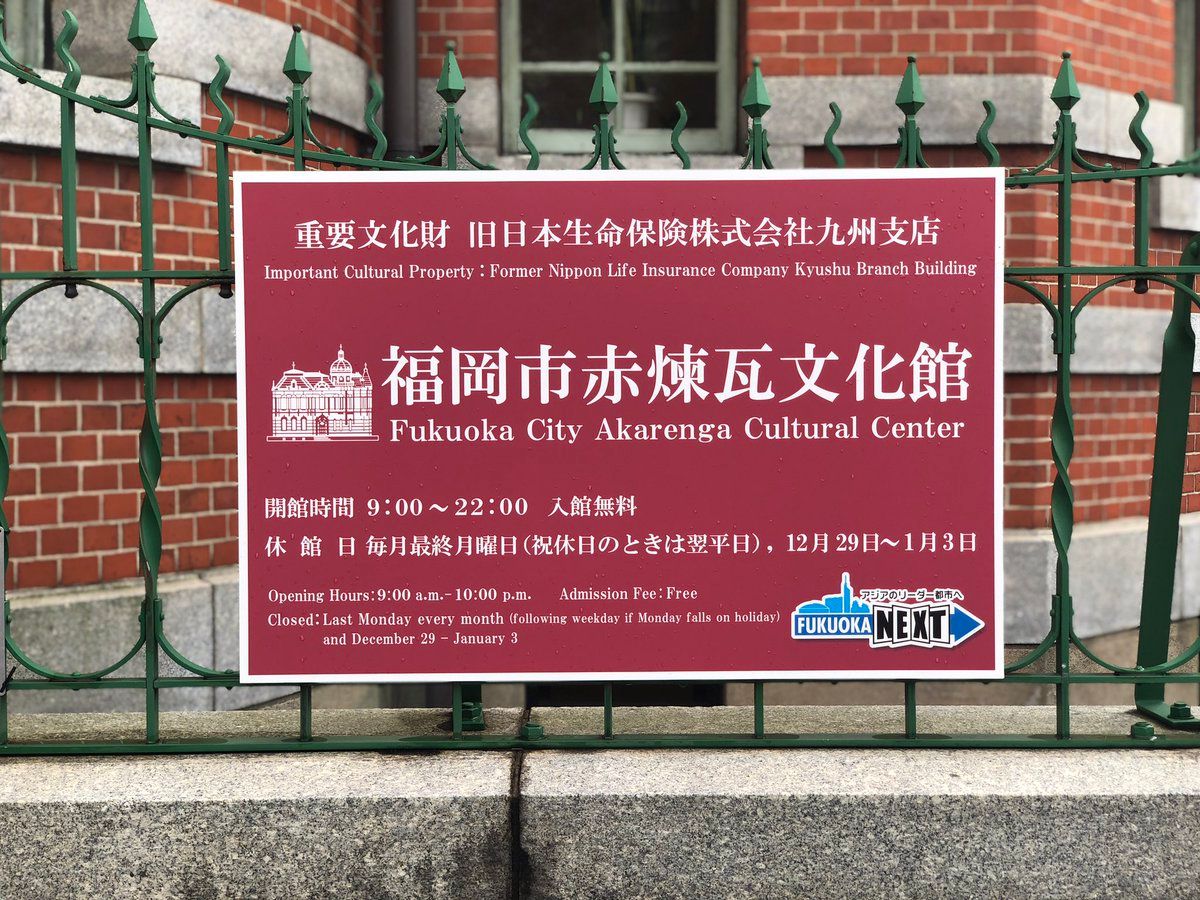 重要文化財 旧日本生命保険株式会社九州支店
Important Cultural Property：Former Nippon Life Insurance Company Kyushu Branch Building
福岡市赤煉瓦文化館
Fukuoka City Akarenga Cultural Center
開館時間 9：00～22：00 入館無料
休館日 毎月最終月曜日（祝休日のときは翌平日），12月29日～1月3日
Opening Hours：9:00 a.m.－10:00 p.m. Admission Fee：Free
Closed：Last Monday every month (following weekday if Monday falls on holiday)
and December 29 － January 3
アジアのリーダー都市へ
FUKUOKA NEXT